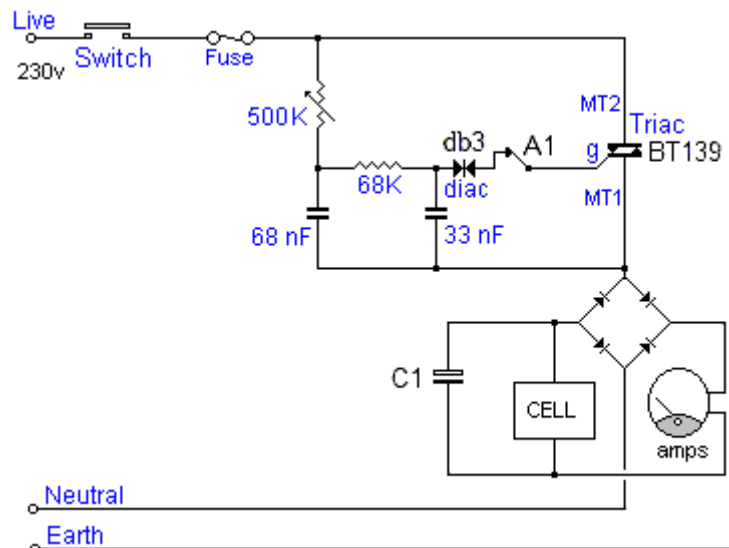 Live
230v
Switch
Fuse
500K
MT2
Triac
BT139
db3
A1
g
68K
diac
MT1
68 nF
33 nF
C1
CELL
amps
Neutral
Earth